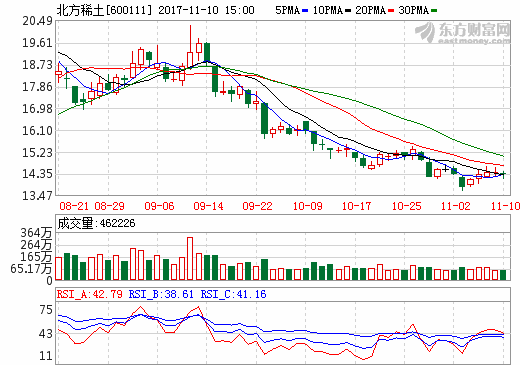 北方稀土[600111] 2017-11-10 15:00 5PMA 10PMA 20PMA 30PMA
东方财富网
eastmoney.com
20.49
19.61
18.73
17.86
16.98
16.10
15.23
14.35
13.47
08-21 08-29 09-06 09-14 09-22 10-09 10-17 10-25 11-02 11-10
成交量:462226
364万
264万
165万
65.17万
0
RSI_A:42.79 RSI_B:38.61 RSI_C:41.16
75
43
11